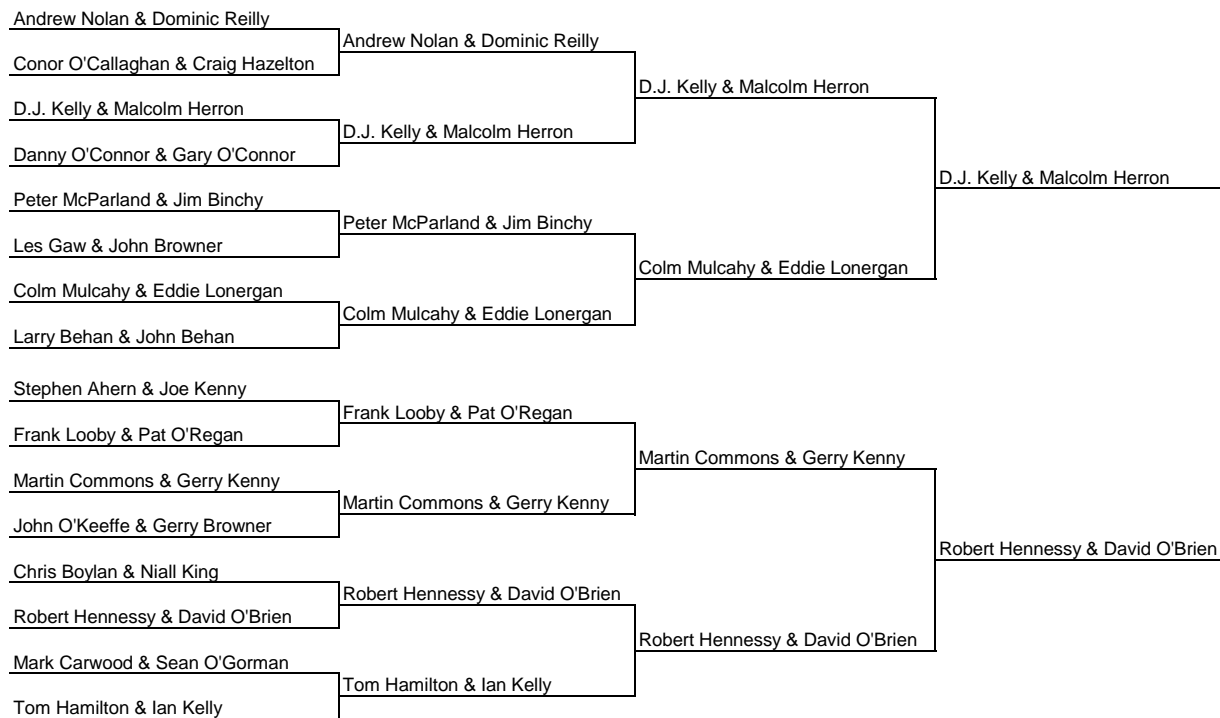 Andrew Nolan & Dominic Reilly
Andrew Nolan & Dominic Reilly
Conor O'Callaghan & Craig Hazelton
D.J. Kelly & Malcolm Herron
D.J. Kelly & Malcolm Herron
D.J. Kelly & Malcolm Herron
Danny O'Connor & Gary O'Connor
D.J. Kelly & Malcolm Herron
Peter McParland & Jim Binchy
Peter McParland & Jim Binchy
Les Gaw & John Browner
Colm Mulcahy & Eddie Lonergan
Colm Mulcahy & Eddie Lonergan
Colm Mulcahy & Eddie Lonergan
Larry Behan & John Behan
Stephen Ahern & Joe Kenny
Frank Looby & Pat O'Regan
Frank Looby & Pat O'Regan
Martin Commons & Gerry Kenny
Martin Commons & Gerry Kenny
Martin Commons & Gerry Kenny
John O'Keeffe & Gerry Browner
Robert Hennessy & David O'Brien
Chris Boylan & Niall King
Robert Hennessy & David O'Brien
Robert Hennessy & David O'Brien
Robert Hennessy & David O'Brien
Mark Carwood & Sean O'Gorman
Tom Hamilton & Ian Kelly
Tom Hamilton & Ian Kelly